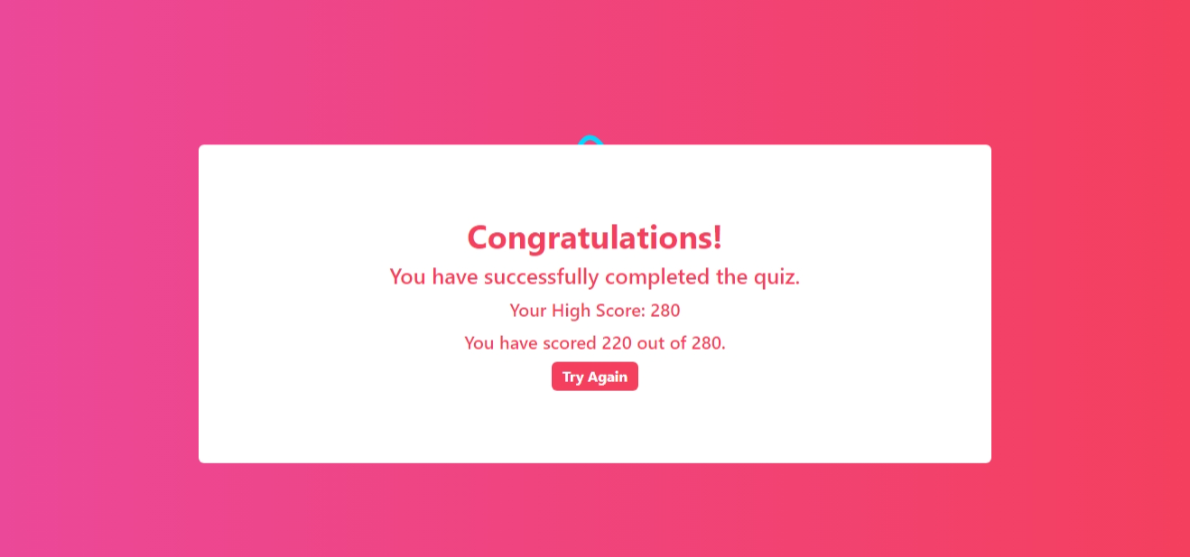 Congratulations!
You have successfully completed the quiz.
Your High Score: 280
You have scored 220 out of 280.
Try Again